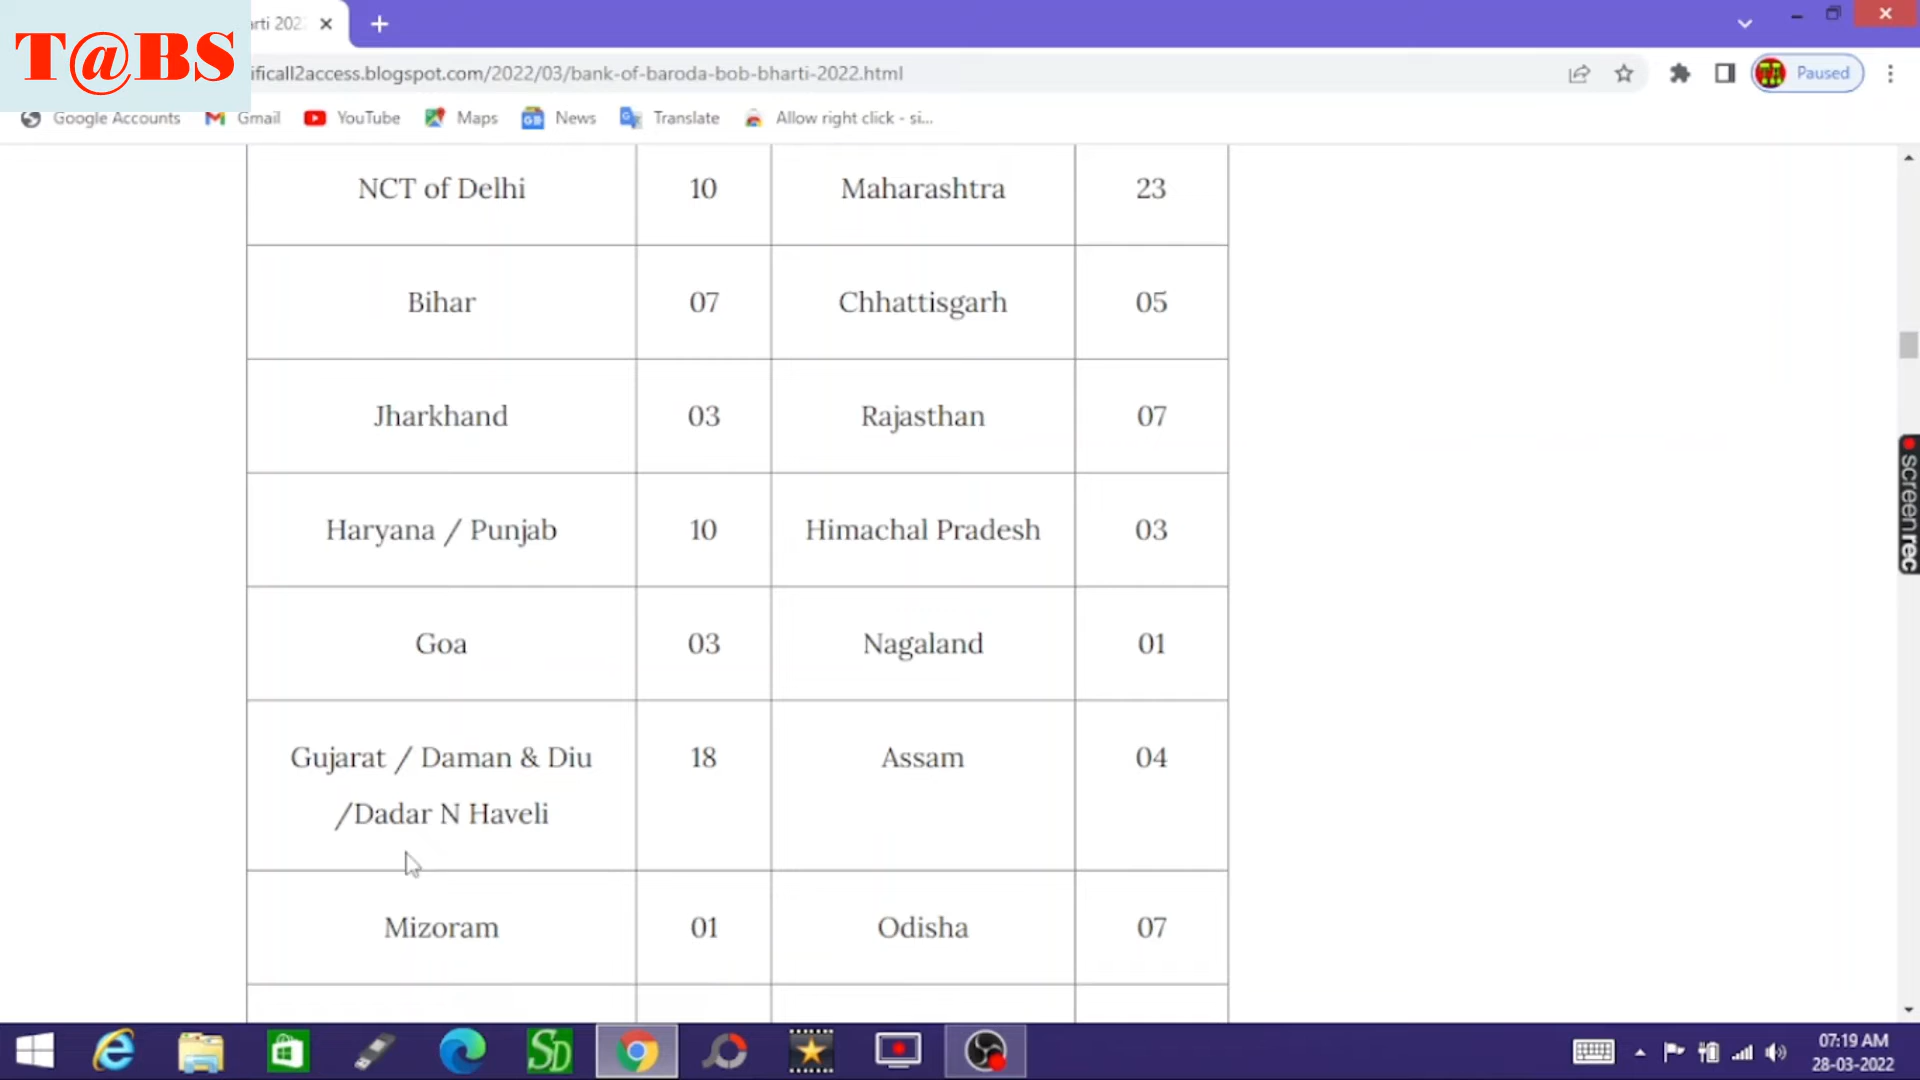 T@BS
arti 202
ificall2access.blogspot.com/2022/03/bank-of-baroda-bob-bharti-2022.html
Paused
Google Accounts Gmail YouTube Maps News Translate Allow right click - si...
NCT of Delhi 10 Maharashtra 23
Bihar 07 Chhattisgarh 05
Jharkhand 03 Rajasthan 07
Haryana / Punjab 10 Himachal Pradesh 03
Goa 03 Nagaland 01
Gujarat / Daman & Diu 18 Assam 04
/Dadar N Haveli
Mizoram 01 Odisha 07
screenrec
SD
07:19 AM
28-03-2022